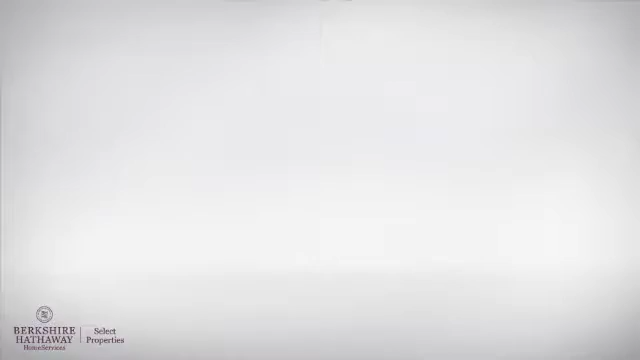 BERKSHIRE
HATHAWAY
HomeServices
Select
Properties